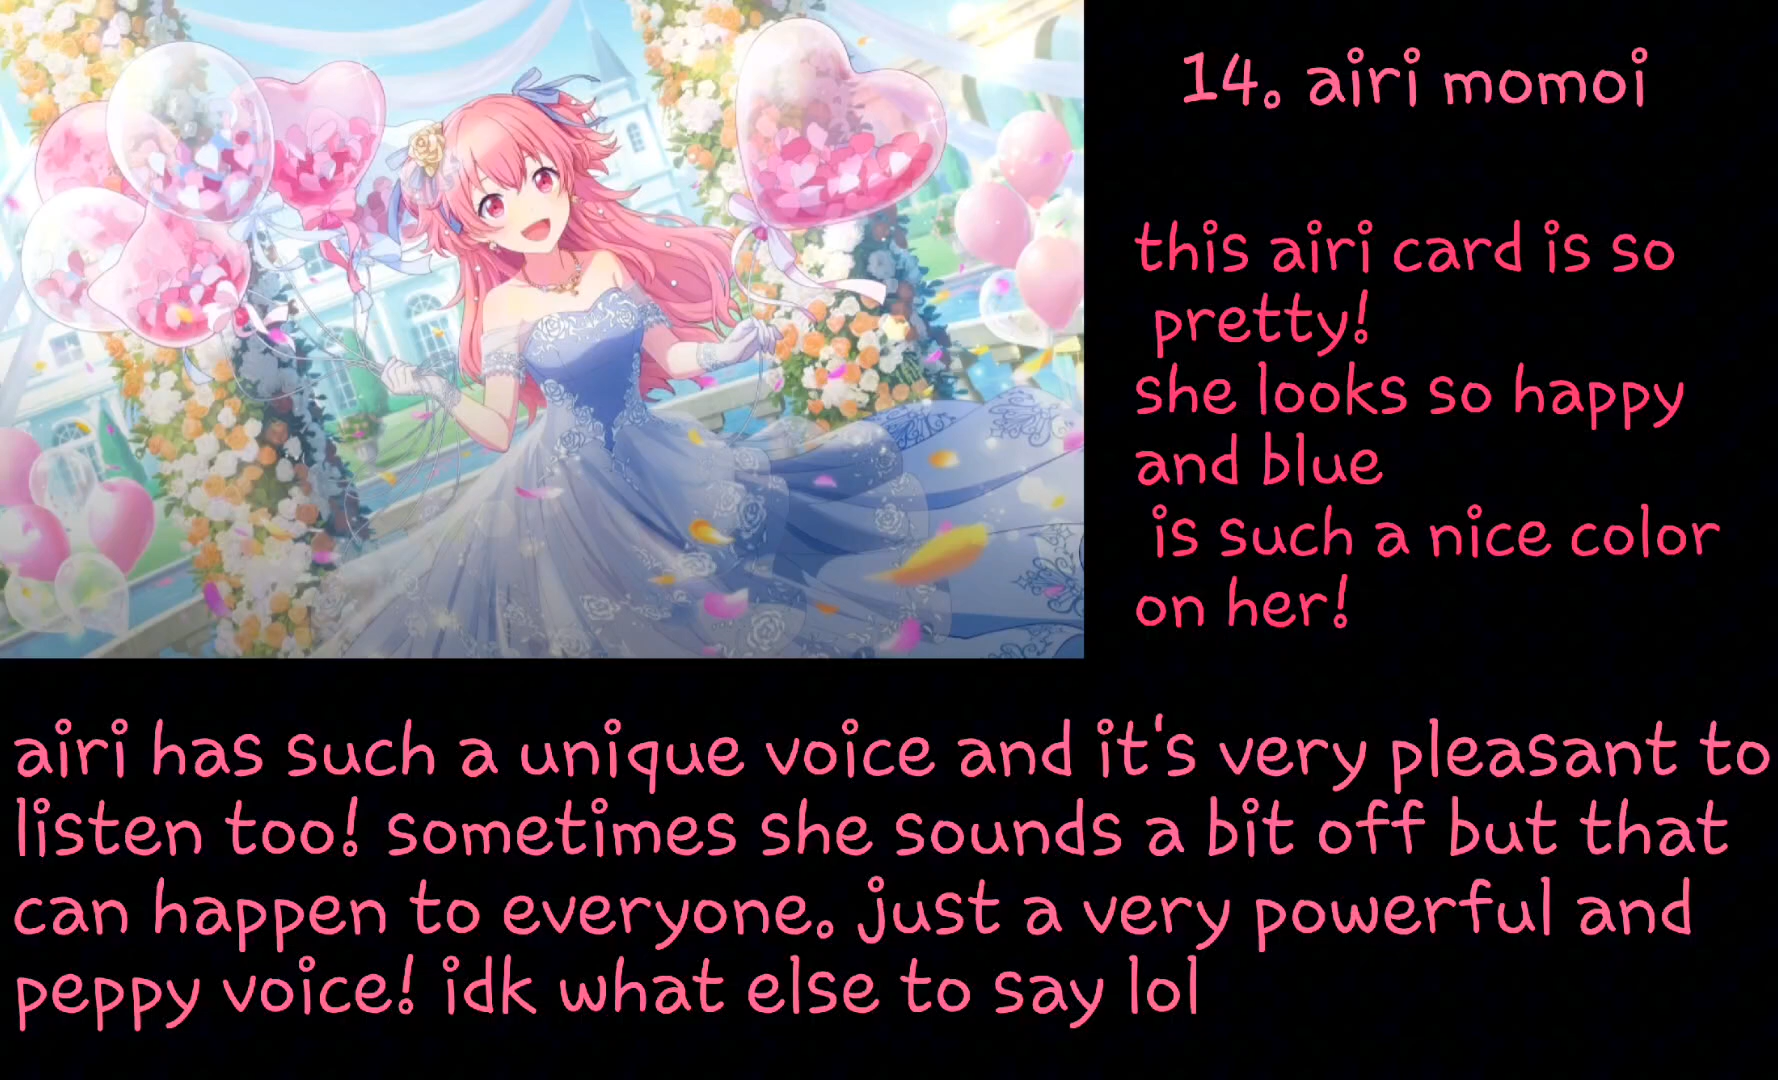 14. airi momoi
this airi card is so
pretty!
she looks so happy
and blue
is such a nice color
on her!
airi has such a unique voice and it's very pleasant to
listen too! sometimes she sounds a bit off but that
can happen to everyone. just a very powerful and
peppy voice! idk what else to say lol